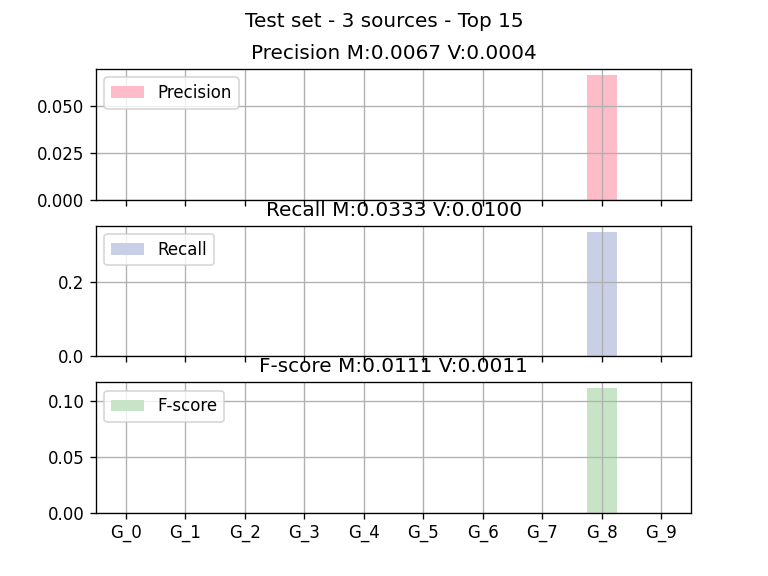 Test set - 3 sources - Top 15
Precision M:0.0067 V:0.0004
Precision
0.050
0.025
0.000
Recall M:0.0333 V:0.0100
Recall
0.2
0.0
F-score M:0.0111 V:0.0011
F-score
0.10
0.05
0.00
G_0 G_1 G_2 G_3 G_4 G_5 G_6 G_7 G_8 G_9